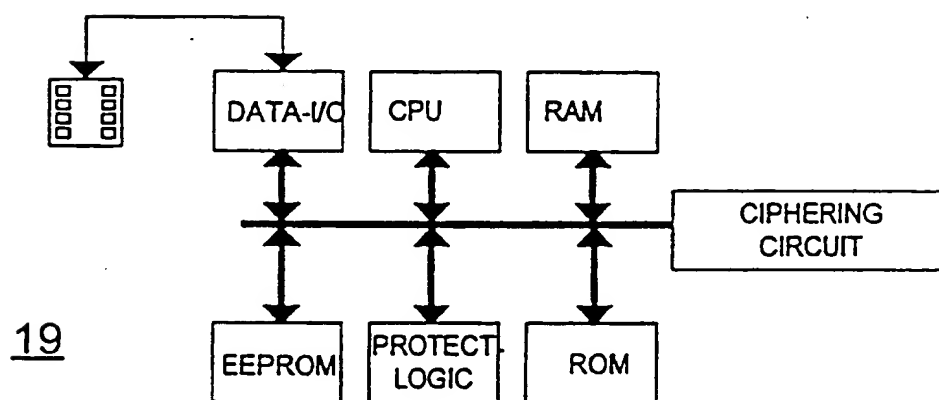 DATA-I/O
CPU
RAM
CIPHERING
CIRCUIT
19
EEPROM
PROTECT-
LOGIC
ROM